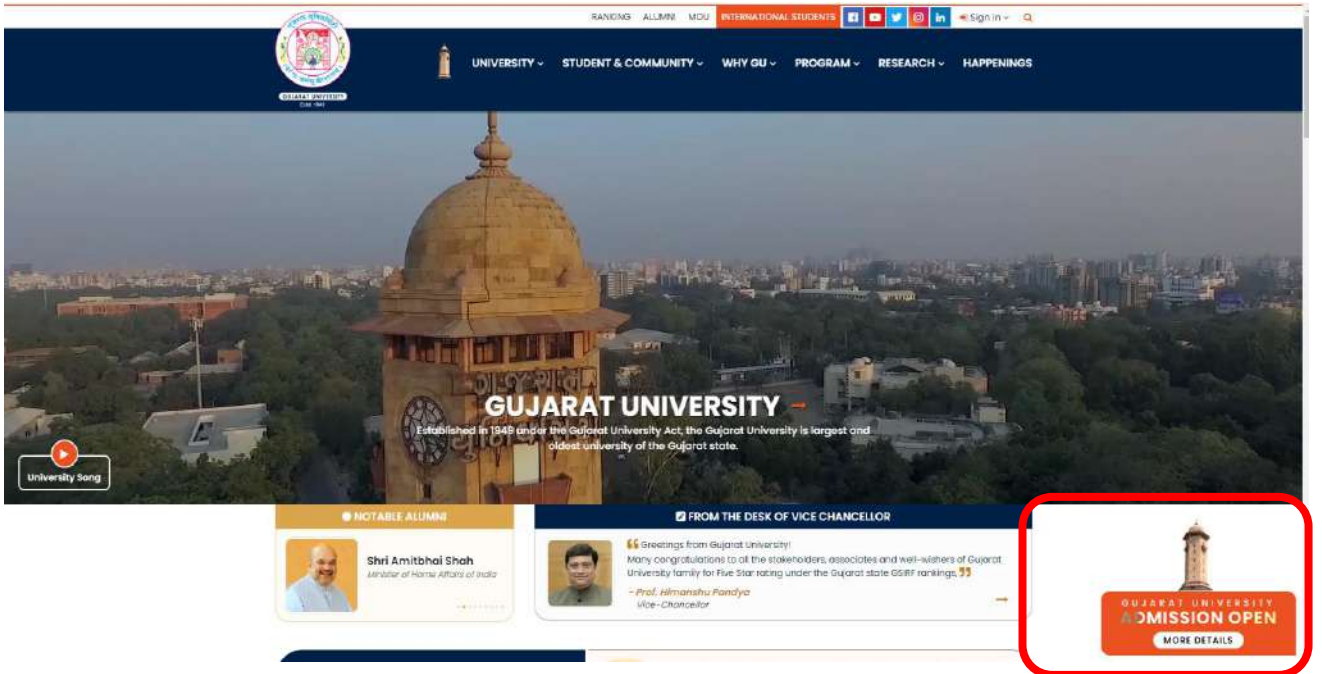 RANKING ALUMNI MOU INTERNATIONAL STUDENTS Sign In
GUJARAT UNIVERSITY
UNIVERSITY STUDENT & COMMUNITY WHY GU PROGRAM RESEARCH HAPPENINGS
GUJARAT UNIVERSITY
Established in 1949 under the Gujarat University Act, the Gujarat University is largest and
oldest university of the Gujarat state.
University Song
NOTABLE ALUMNI
Shri Amitbhai Shah
Minister of Home Affairs of India
FROM THE DESK OF VICE CHANCELLOR
Greetings from Gujarat University!
Many congratulations to all the stakeholders, associates and well-wishers of Gujarat
University family for Five Star rating under the Gujarat state GSIRF rankings.
- Prof. Himanshu Pandya
Vice-Chancellor
GUJARAT UNIVERSITY
ADMISSION OPEN
MORE DETAILS